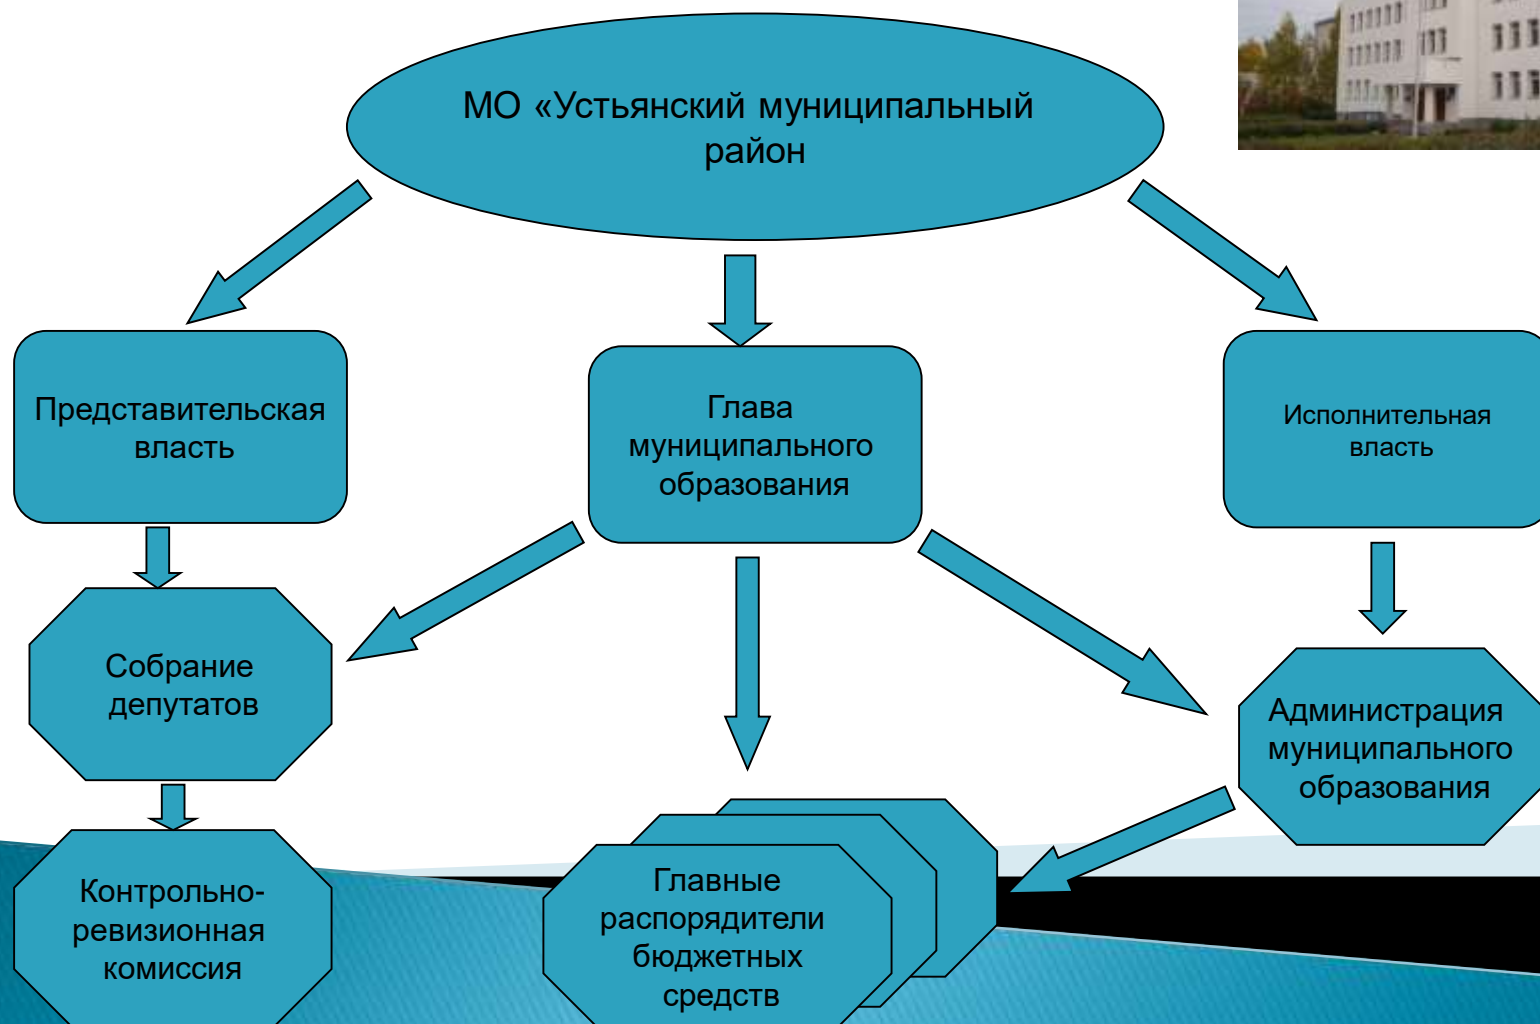 МО «Устьянский муниципальный
район
Представительская
власть
Глава
муниципального
образования
Исполнительная
власть
Собрание
депутатов
Администрация
муниципального
образования
Контрольно-
ревизионная
комиссия
Главные
распорядители
бюджетных
средств